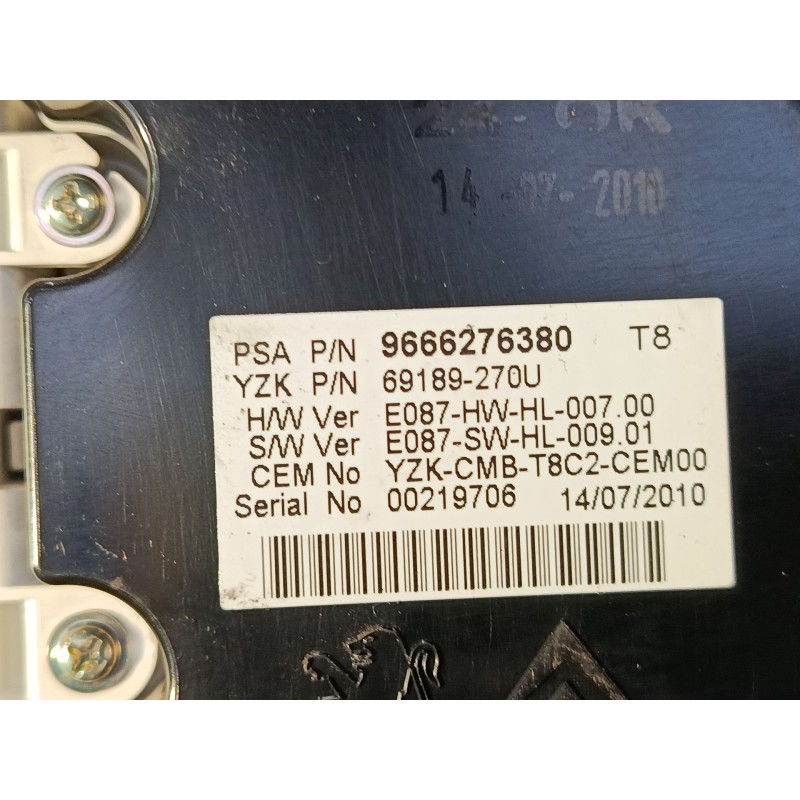 14-07-2010
PSA P/N 9666276380 T8
YZK P/N 69189-270U
H/W Ver E087-HW-HL-007.00
S/W Ver E087-SW-HL-009.01
CEM No YZK-CMB-T8C2-CEM00
Serial No 00219706 14/07/2010